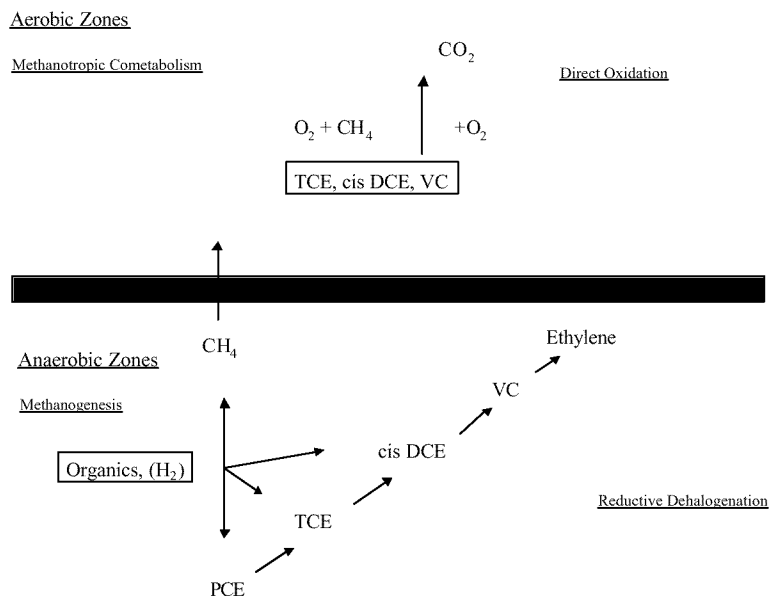 Aerobic Zones
CO₂
Methanotropic Cometabolism
Direct Oxidation
O₂ + CH₄
+O₂
TCE, cis DCE, VC
Ethylene
CH₄
Anaerobic Zones
VC
Methanogenesis
cis DCE
Organics, (H₂)
Reductive Dehalogenation
TCE
PCE